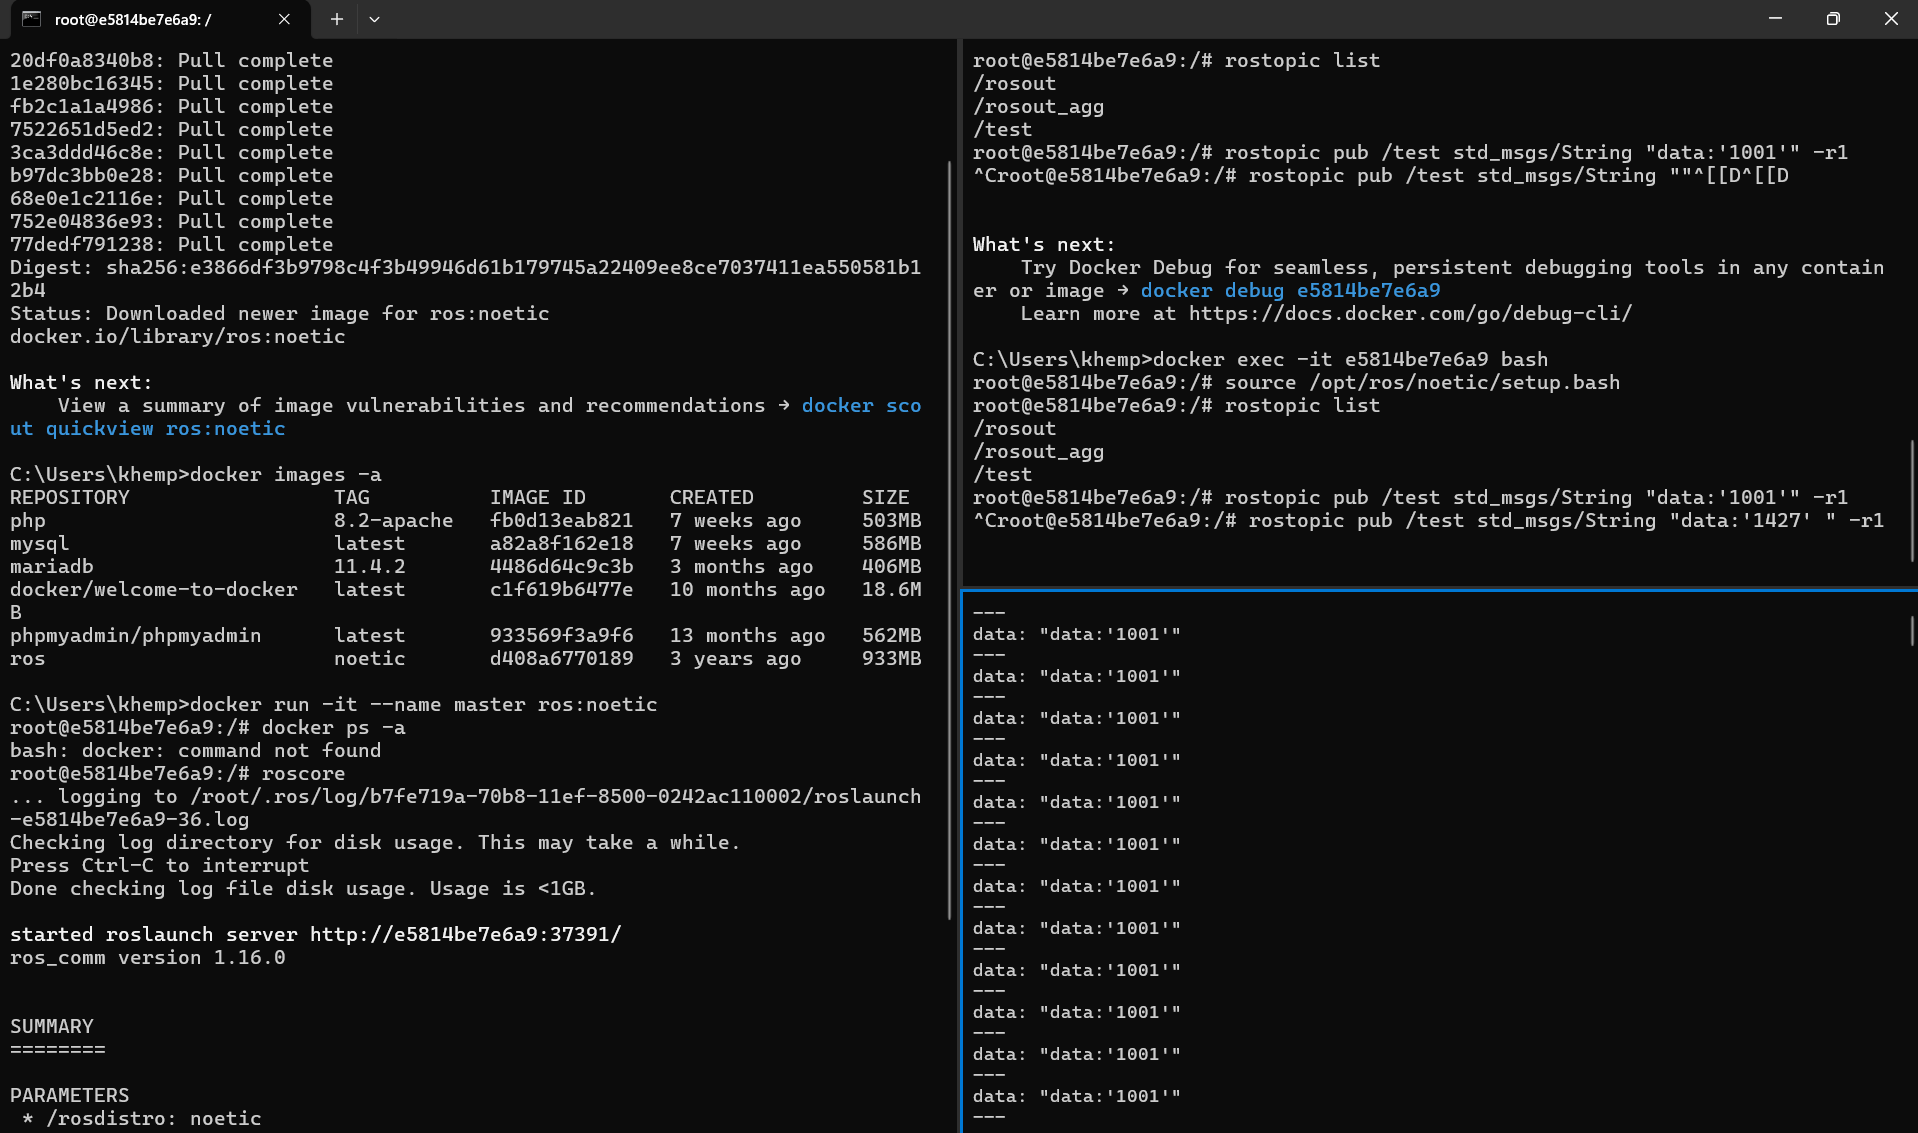 root@e5814be7e6a9: /
20df0a8340b8: Pull complete
1e280bc16345: Pull complete
fb2c1a1a4986: Pull complete
7522651d5ed2: Pull complete
3ca3ddd46c8e: Pull complete
b97dc3bb0e28: Pull complete
68e0e1c2116e: Pull complete
752e04836e93: Pull complete
77dedf791238: Pull complete
Digest: sha256:e3866df3b9798c4f3b49946d61b179745a22409ee8ce7037411ea550581b1
2b4
Status: Downloaded newer image for ros:noetic
docker.io/library/ros:noetic
What's next:
    View a summary of image vulnerabilities and recommendations → docker sco
ut quickview ros:noetic
C:\Users\khemp>docker images -a
REPOSITORY                 TAG          IMAGE ID       CREATED         SIZE
php                        8.2-apache   fb0d13eab821   7 weeks ago     503MB
mysql                      latest       a82a8f162e18   7 weeks ago     586MB
mariadb                    11.4.2       4486d64c9c3b   3 months ago    406MB
docker/welcome-to-docker   latest       c1f619b6477e   10 months ago   18.6M
B
phpmyadmin/phpmyadmin      latest       933569f3a9f6   13 months ago   562MB
ros                        noetic       d408a6770189   3 years ago     933MB
C:\Users\khemp>docker run -it --name master ros:noetic
root@e5814be7e6a9:/# docker ps -a
bash: docker: command not found
root@e5814be7e6a9:/# roscore
... logging to /root/.ros/log/b7fe719a-70b8-11ef-8500-0242ac110002/roslaunch
-e5814be7e6a9-36.log
Checking log directory for disk usage. This may take a while.
Press Ctrl-C to interrupt
Done checking log file disk usage. Usage is <1GB.
started roslaunch server http://e5814be7e6a9:37391/
ros_comm version 1.16.0
SUMMARY
========
PARAMETERS
 * /rosdistro: noetic
root@e5814be7e6a9:/# rostopic list
/rosout
/rosout_agg
/test
root@e5814be7e6a9:/# rostopic pub /test std_msgs/String "data:'1001'" -r1
^Croot@e5814be7e6a9:/# rostopic pub /test std_msgs/String ""^[[D^[[D
What's next:
    Try Docker Debug for seamless, persistent debugging tools in any contain
er or image → docker debug e5814be7e6a9
    Learn more at https://docs.docker.com/go/debug-cli/
C:\Users\khemp>docker exec -it e5814be7e6a9 bash
root@e5814be7e6a9:/# source /opt/ros/noetic/setup.bash
root@e5814be7e6a9:/# rostopic list
/rosout
/rosout_agg
/test
root@e5814be7e6a9:/# rostopic pub /test std_msgs/String "data:'1001'" -r1
^Croot@e5814be7e6a9:/# rostopic pub /test std_msgs/String "data:'1427' " -r1
---
data: "data:'1001'"
---
data: "data:'1001'"
---
data: "data:'1001'"
---
data: "data:'1001'"
---
data: "data:'1001'"
---
data: "data:'1001'"
---
data: "data:'1001'"
---
data: "data:'1001'"
---
data: "data:'1001'"
---
data: "data:'1001'"
---
data: "data:'1001'"
---
data: "data:'1001'"
---